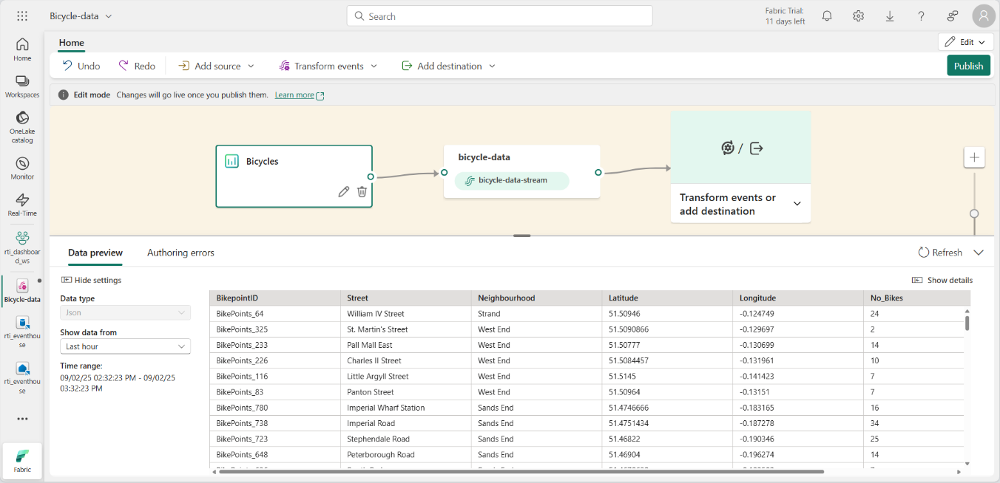 Bicycle-data
Search
Fabric Trial:
11 days left
Home
Workspaces
OneLake
catalog
Monitor
Real-Time
rti_dashboar
d_ws
Bicycle-data
rti_eventhou
se
rti_eventhou
se
Fabric
Home
Edit
Undo
Redo
Add source
Transform events
Add destination
Publish
Edit mode Changes will go live once you publish them. Learn more
Bicycles
bicycle-data
bicycle-data-stream
Transform events or
add destination
Data preview
Authoring errors
Refresh
Hide settings
Show details
Data type
Json
Show data from
Last hour
Time range:
09/02/25 02:32:23 PM - 09/02/25
03:32:23 PM
BikepointID Street Neighbourhood Latitude Longitude No_Bikes
BikePoints_64 William IV Street Strand 51.50946 -0.124749 24
BikePoints_325 St. Martin's Street West End 51.5090866 -0.129697 2
BikePoints_233 Pall Mall East West End 51.50777 -0.130699 14
BikePoints_226 Charles II Street West End 51.5084457 -0.131961 10
BikePoints_116 Little Argyll Street West End 51.5145 -0.141423 7
BikePoints_83 Panton Street West End 51.50964 -0.13151 7
BikePoints_780 Imperial Wharf Station Sands End 51.4746666 -0.183165 16
BikePoints_738 Imperial Road Sands End 51.4751434 -0.187278 34
BikePoints_723 Stephendale Road Sands End 51.46822 -0.190346 25
BikePoints_648 Peterborough Road Sands End 51.46904 -0.196274 14